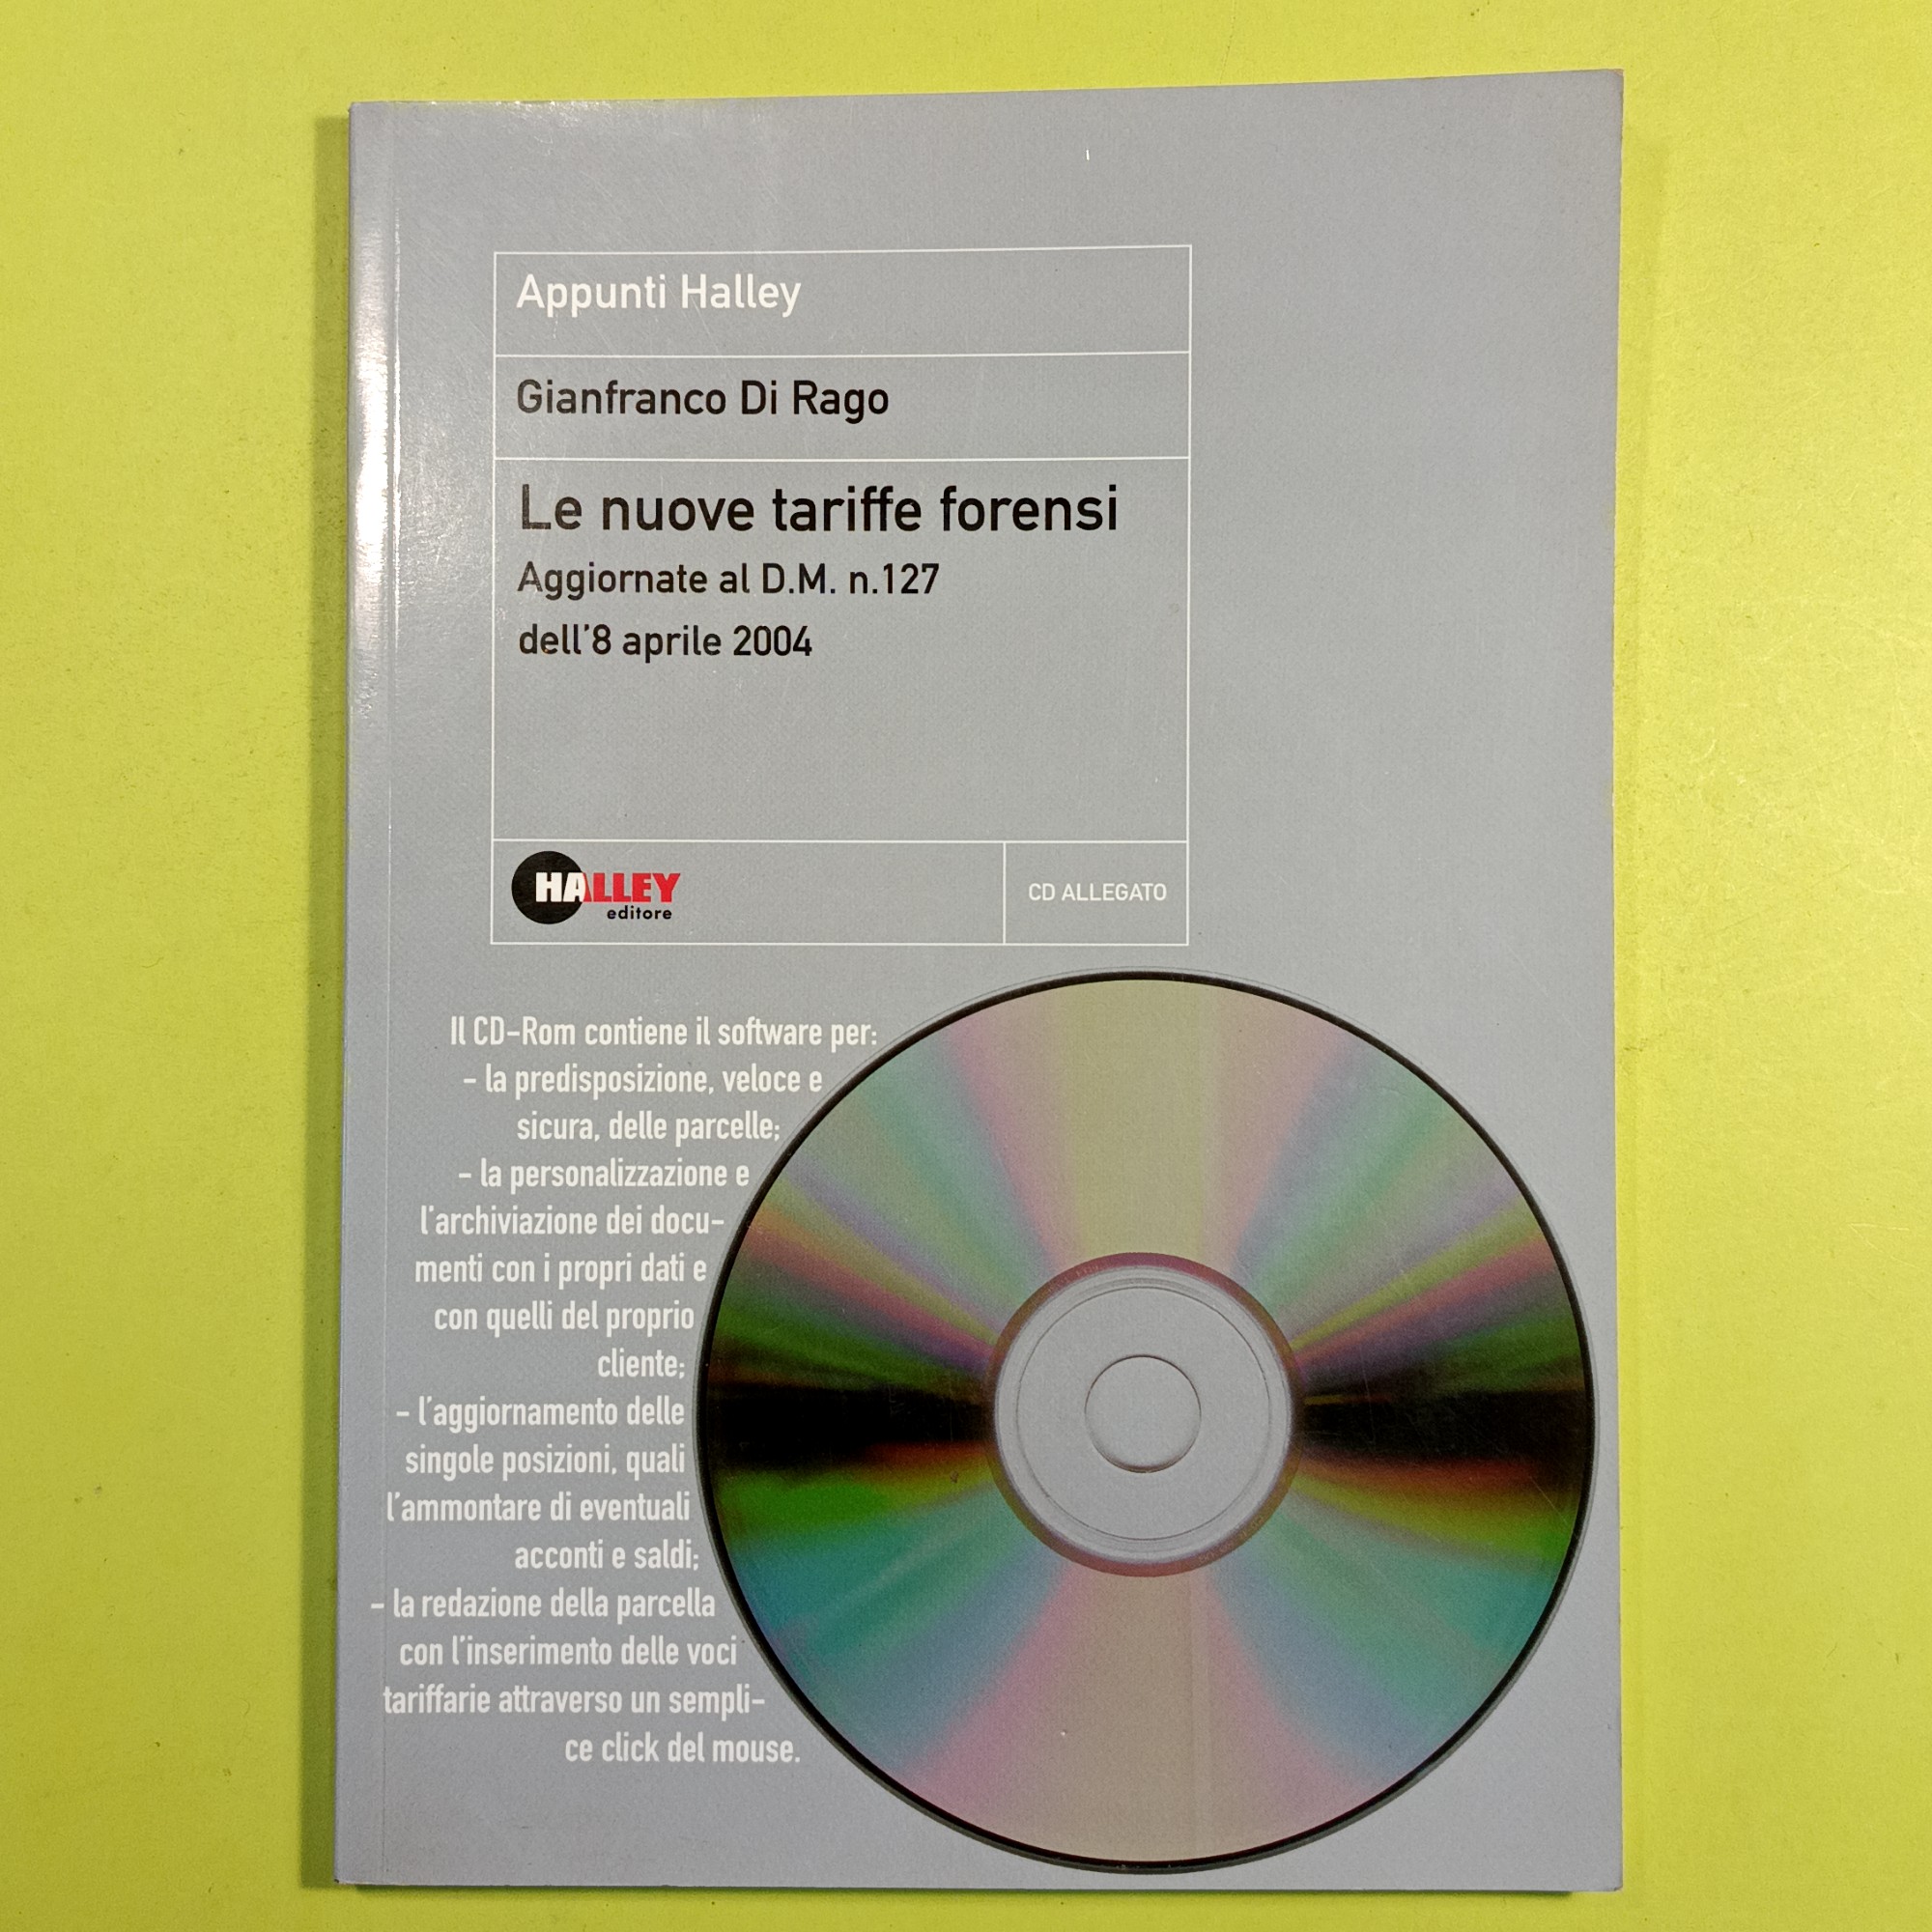 Appunti Halley
Gianfranco Di Rago
Le nuove tariffe forensi
Aggiornate al D.M. n.127
dell'8 aprile 2004
HALLEY
editore
CD ALLEGATO
Il CD-Rom contiene il software per:
- la predisposizione, veloce e
sicura, delle parcelle;
- la personalizzazione e
l'archiviazione dei docu-
menti con i propri dati e
con quelli del proprio
cliente;
- l'aggiornamento delle
singole posizioni, quali
l'ammontare di eventuali
acconti e saldi;
- la redazione della parcella
con l'inserimento delle voci
tariffarie attraverso un sempli-
ce click del mouse.